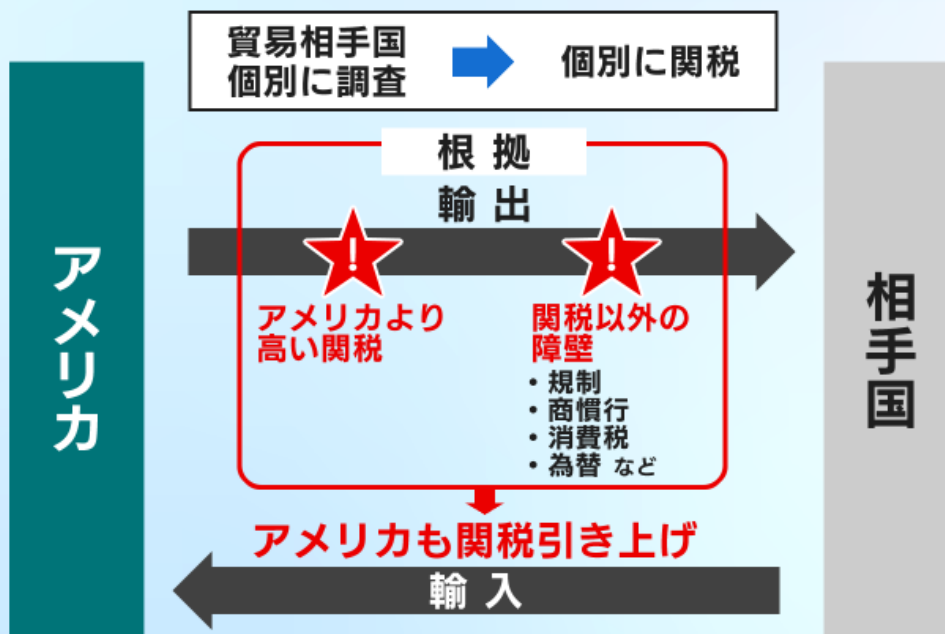 貿易相手国
個別に調査
個別に関税
根拠
輸出
!
!
アメリカより
高い関税
関税以外の
障壁
・規制
・商慣行
・消費税
・為替 など
アメリカ
相手国
アメリカも関税引き上げ
輸入